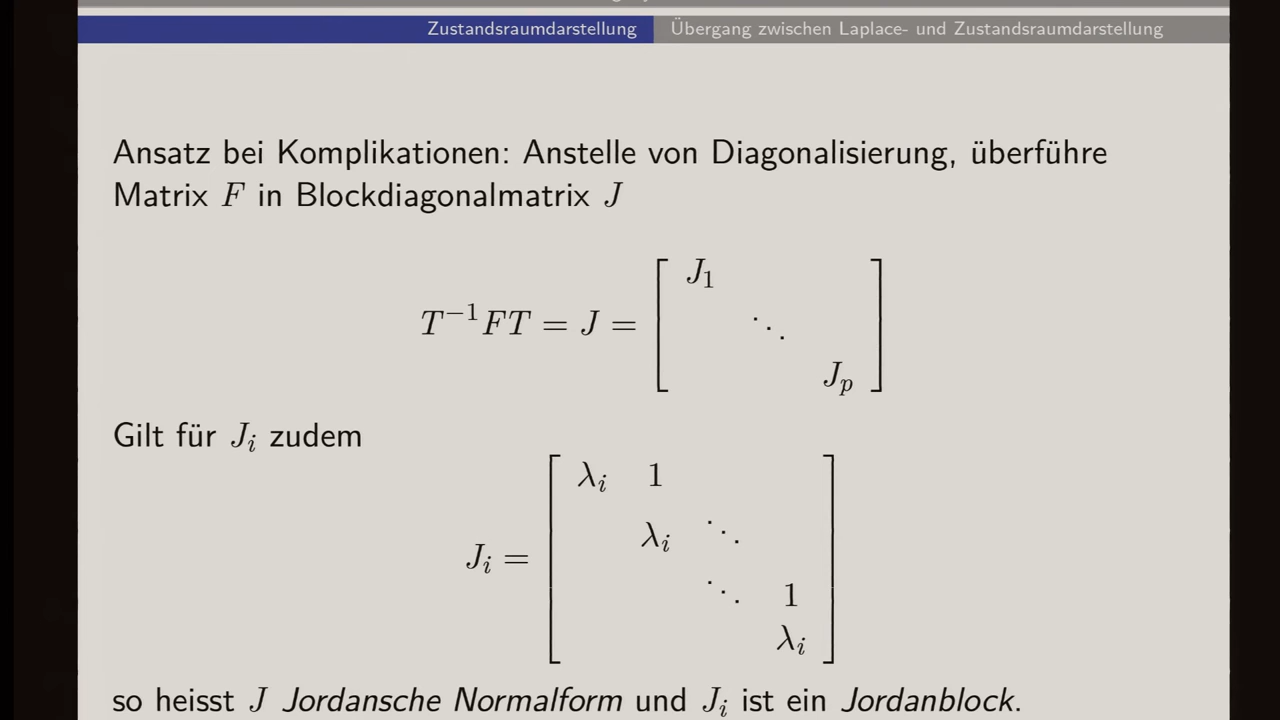 Zustandsraumdarstellung Übergang zwischen Laplace- und Zustandsraumdarstellung
Ansatz bei Komplikationen: Anstelle von Diagonalisierung, überführe
Matrix F in Blockdiagonalmatrix J
J₁
T⁻¹FT = J = [ ⋱ ]
Jₚ
Gilt für Jᵢ zudem
λᵢ 1
λᵢ ⋱
Jᵢ = [ ]
⋱ 1
λᵢ
so heisst J Jordansche Normalform und Jᵢ ist ein Jordanblock.